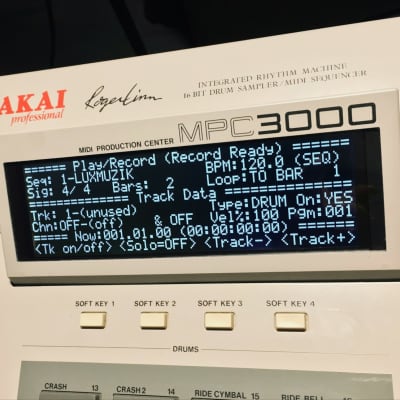 AKAI
professional
Roger Linn
INTEGRATED RHYTHM MACHINE
16 BIT DRUM SAMPLER/MIDI SEQUENCER
MIDI PRODUCTION CENTER MPC3000
===== Play/Record (Record Ready) ======
Seq: 1-LUXMUZIK BPM:120.0 (SEQ)
Sig: 4/ 4 Bars: 2 Loop:TO BAR 1
============= Track Data =============
Trk: 1-(unused) Type:DRUM On:YES
Chn:OFF-(off) & OFF Vel%:100 Pgm:001
===== Now:001.01.00 (00:00:00:00) =====
<Tk on/off> <Solo=OFF> <Track-> <Track+>
SOFT KEY 1 SOFT KEY 2 SOFT KEY 3 SOFT KEY 4
DRUMS
CRASH 13 CRASH 2 14 RIDE CYMBAL 15 RIDE BELL 16